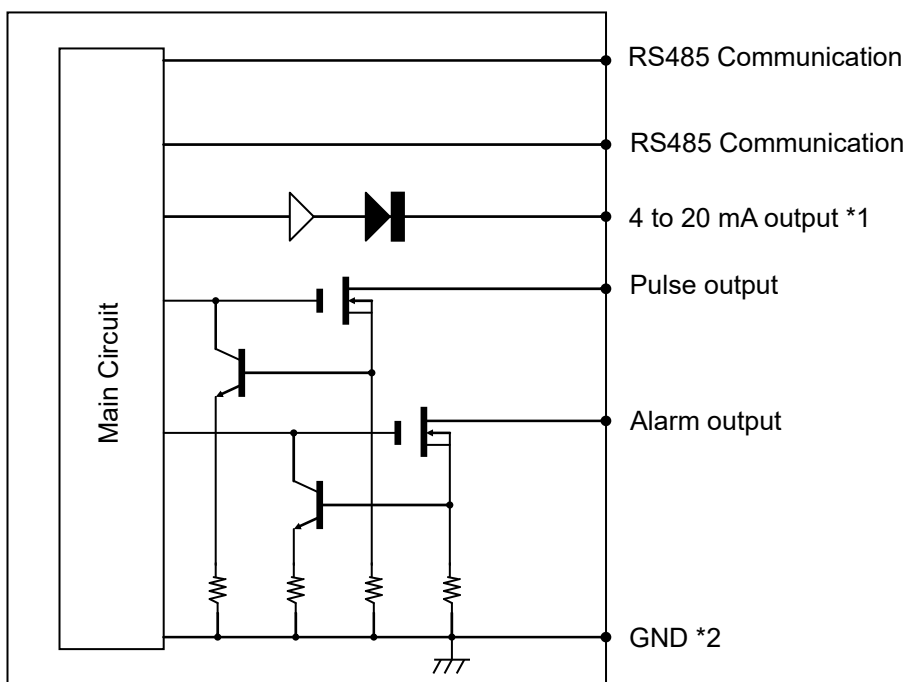 RS485 Communication
RS485 Communication
4 to 20 mA output *1
Pulse output
Main Circuit
Alarm output
GND *2